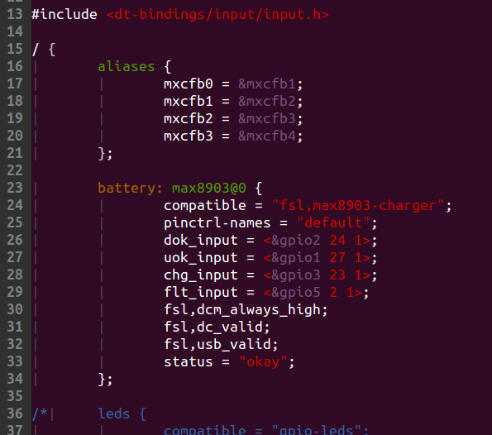 13 #include <dt-bindings/input/input.h>
14
15 / {
16 aliases {
17 mxcfb0 = &mxcfb1;
18 mxcfb1 = &mxcfb2;
19 mxcfb2 = &mxcfb3;
20 mxcfb3 = &mxcfb4;
21 };
22
23 battery: max8903@0 {
24 compatible = "fsl,max8903-charger";
25 pinctrl-names = "default";
26 dok_input = <&gpio2 24 1>;
27 uok_input = <&gpio1 27 1>;
28 chg_input = <&gpio3 23 1>;
29 flt_input = <&gpio5 2 1>;
30 fsl,dcm_always_high;
31 fsl,dc_valid;
32 fsl,usb_valid;
33 status = "okay";
34 };
35
36 /* leds {
37 compatible = "gpio-leds";